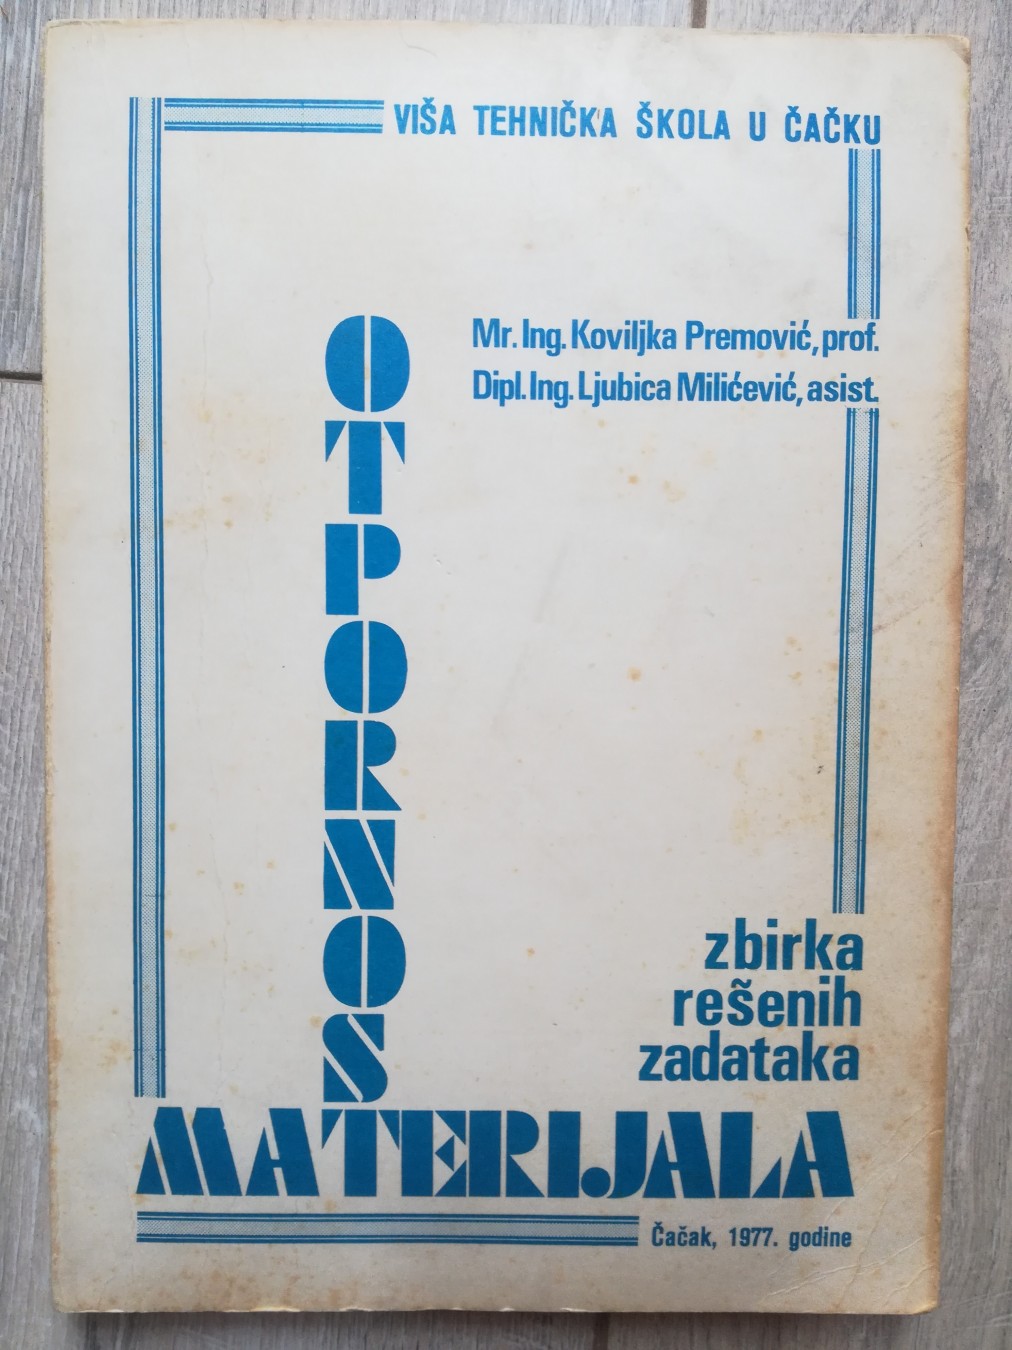 VIŠA TEHNIČKA ŠKOLA U ČAČKU
Mr. Ing. Koviljka Premović, prof.
Dipl. Ing. Ljubica Milićević, asist.
OTPORNOST
zbirka
rešenih
zadataka
MATERIJALA
Čačak, 1977. godine